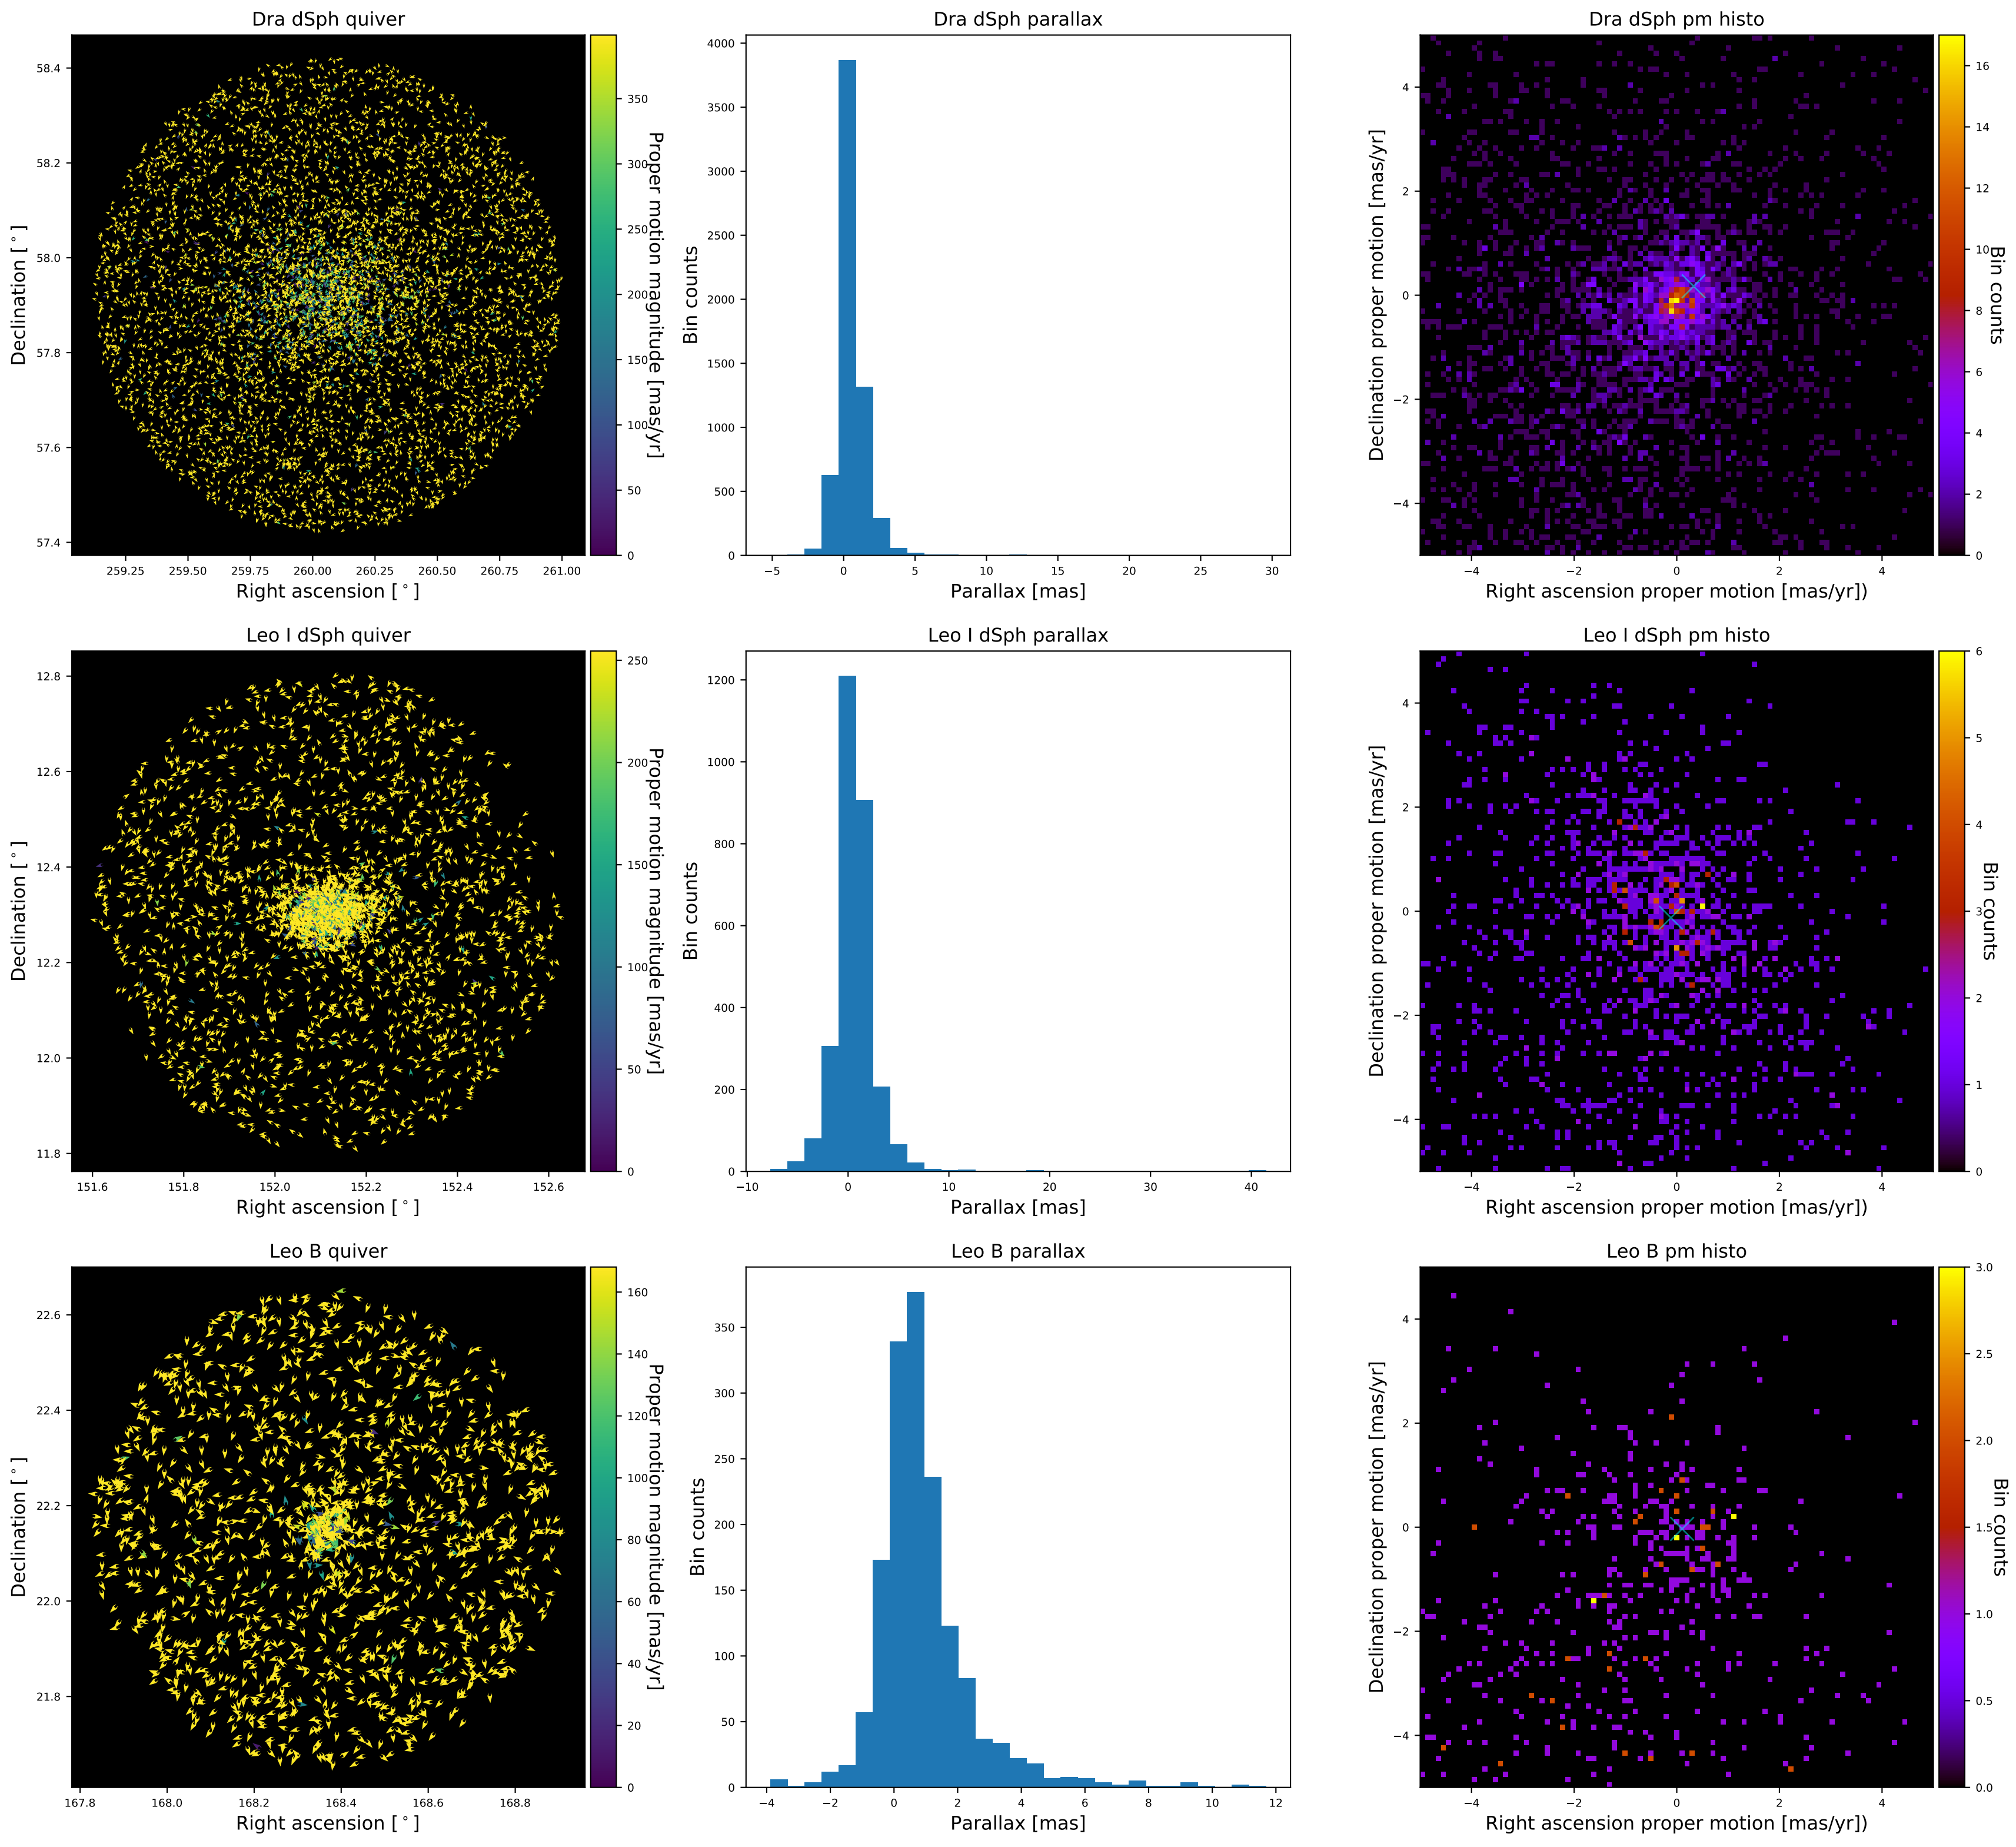 Dra dSph quiver
58.4
58.2
58.0
57.8
57.6
57.4
259.25 259.50 259.75 260.00 260.25 260.50 260.75 261.00
Right ascension [°]
Declination [°]
350
300
250
200
150
100
50
0
Proper motion magnitude [mas/yr]
Dra dSph parallax
4000
3500
3000
2500
2000
1500
1000
500
0
−5 0 5 10 15 20 25 30
Parallax [mas]
Bin counts
Dra dSph pm histo
4
2
0
−2
−4
−4 −2 0 2 4
Right ascension proper motion [mas/yr])
Declination proper motion [mas/yr]
16
14
12
10
8
6
4
2
0
Bin counts
Leo I dSph quiver
12.8
12.6
12.4
12.2
12.0
11.8
151.6 151.8 152.0 152.2 152.4 152.6
Right ascension [°]
Declination [°]
250
200
150
100
50
0
Proper motion magnitude [mas/yr]
Leo I dSph parallax
1200
1000
800
600
400
200
0
−10 0 10 20 30 40
Parallax [mas]
Bin counts
Leo I dSph pm histo
4
2
0
−2
−4
−4 −2 0 2 4
Right ascension proper motion [mas/yr])
Declination proper motion [mas/yr]
6
5
4
3
2
1
0
Bin counts
Leo B quiver
22.6
22.4
22.2
22.0
21.8
167.8 168.0 168.2 168.4 168.6 168.8
Right ascension [°]
Declination [°]
160
140
120
100
80
60
40
20
0
Proper motion magnitude [mas/yr]
Leo B parallax
350
300
250
200
150
100
50
0
−4 −2 0 2 4 6 8 10 12
Parallax [mas]
Bin counts
Leo B pm histo
4
2
0
−2
−4
−4 −2 0 2 4
Right ascension proper motion [mas/yr])
Declination proper motion [mas/yr]
3.0
2.5
2.0
1.5
1.0
0.5
0.0
Bin counts